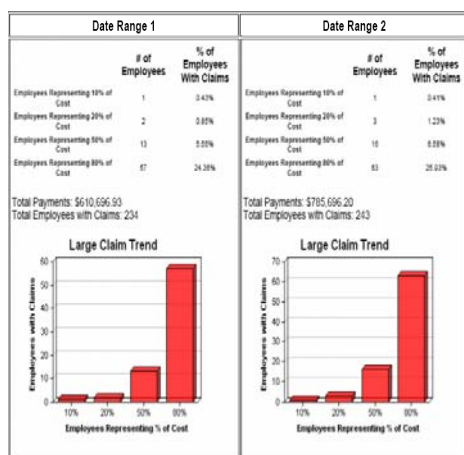 Date Range 1
# of Employees
% of Employees With Claims
Employees Representing 10% of Cost 1 0.43%
Employees Representing 20% of Cost 2 0.85%
Employees Representing 50% of Cost 13 5.55%
Employees Representing 80% of Cost 57 24.36%
Total Payments: $610,696.93
Total Employees with Claims: 234
Large Claim Trend
Employees with Claims
60
50
40
30
20
10
0
10% 20% 50% 80%
Employees Representing % of Cost
Date Range 2
# of Employees
% of Employees With Claims
Employees Representing 10% of Cost 1 0.41%
Employees Representing 20% of Cost 3 1.23%
Employees Representing 50% of Cost 16 6.58%
Employees Representing 80% of Cost 63 25.93%
Total Payments: $785,696.20
Total Employees with Claims: 243
Large Claim Trend
Employees with Claims
70
60
50
40
30
20
10
0
10% 20% 50% 80%
Employees Representing % of Cost